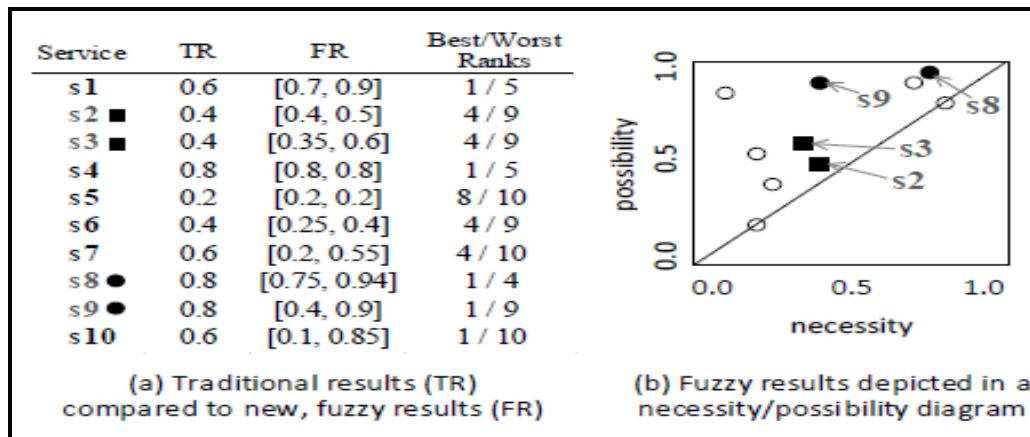 Service TR FR Best/Worst Ranks
s1 0.6 [0.7, 0.9] 1 / 5
s2 ■ 0.4 [0.4, 0.5] 4 / 9
s3 ■ 0.4 [0.35, 0.6] 4 / 9
s4 0.8 [0.8, 0.8] 1 / 5
s5 0.2 [0.2, 0.2] 8 / 10
s6 0.4 [0.25, 0.4] 4 / 9
s7 0.6 [0.2, 0.55] 4 / 10
s8 ● 0.8 [0.75, 0.94] 1 / 4
s9 ● 0.8 [0.4, 0.9] 1 / 9
s10 0.6 [0.1, 0.85] 1 / 10
(a) Traditional results (TR)
compared to new, fuzzy results (FR)
possibility
1.0
0.5
0.0
s9
s8
s3
s2
0.0 0.5 1.0
necessity
(b) Fuzzy results depicted in a
necessity/possibility diagram